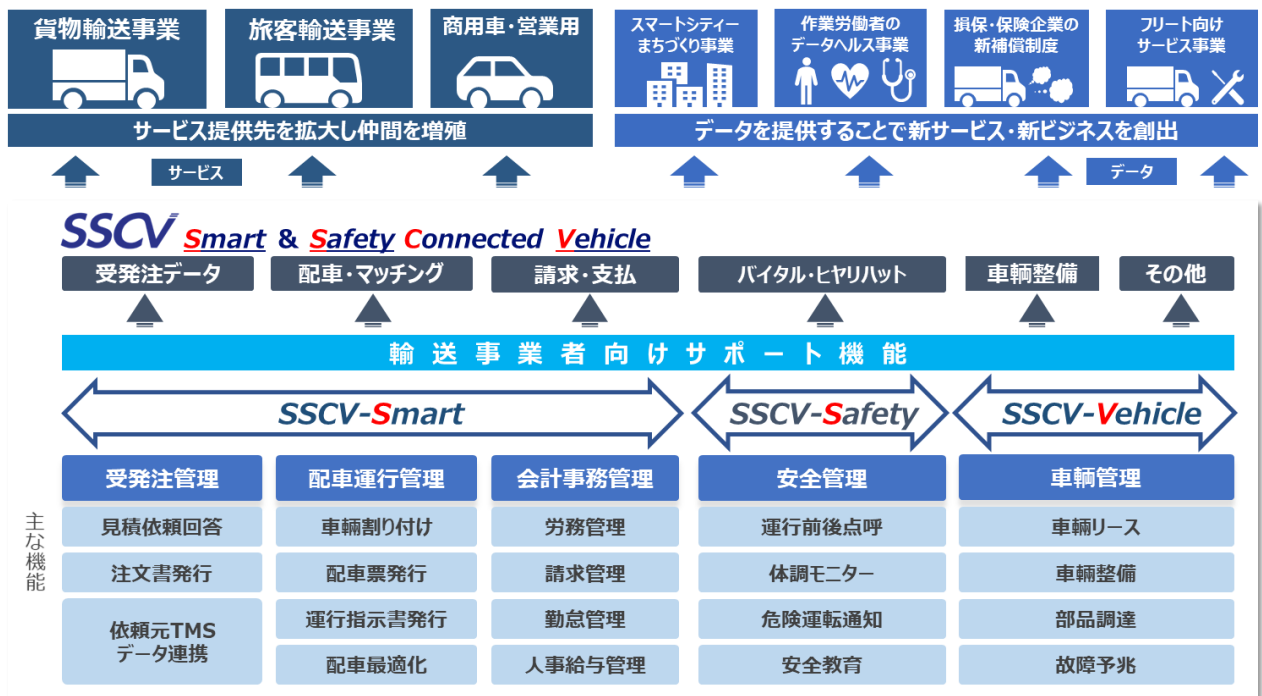 貨物輸送事業
旅客輸送事業
商用車・営業用
スマートシティー
まちづくり事業
作業労働者の
データヘルス事業
損保・保険企業の
新補償制度
フリート向け
サービス事業
サービス提供先を拡大し仲間を増殖
データを提供することで新サービス・新ビジネスを創出
サービス
データ
SSCV Smart & Safety Connected Vehicle
受発注データ
配車・マッチング
請求・支払
バイタル・ヒヤリハット
車輌整備
その他
輸送事業者向けサポート機能
SSCV-Smart
SSCV-Safety
SSCV-Vehicle
主な機能
受発注管理
見積依頼回答
注文書発行
依頼元TMS
データ連携
配車運行管理
車輛割り付け
配車票発行
運行指示書発行
配車最適化
会計事務管理
労務管理
請求管理
勤怠管理
人事給与管理
安全管理
運行前後点呼
体調モニター
危険運転通知
安全教育
車輌管理
車輛リース
車輛整備
部品調達
故障予兆